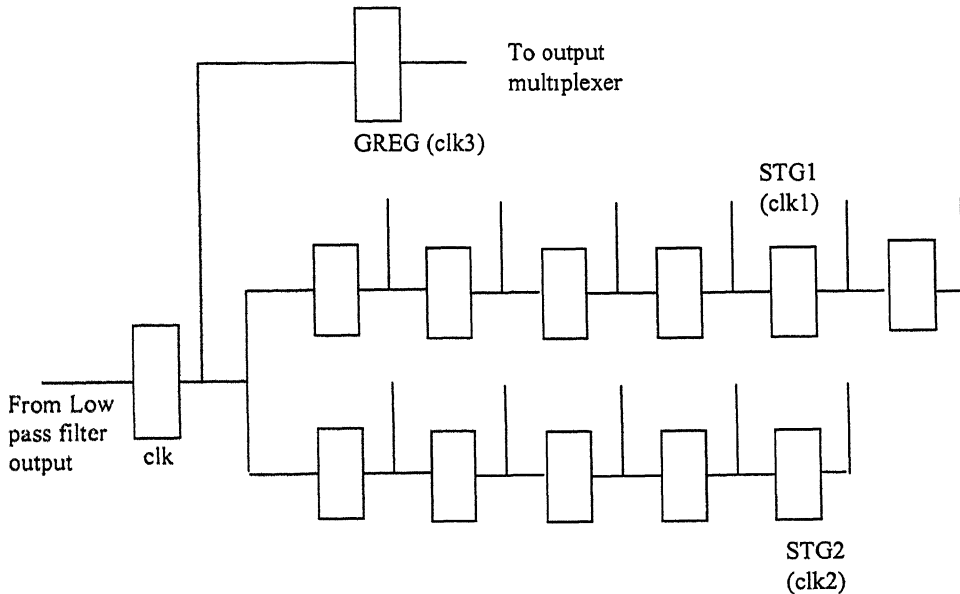 To output
multiplexer
GREG (clk3)
STG1
(clk1)
From Low
pass filter
output
clk
STG2
(clk2)